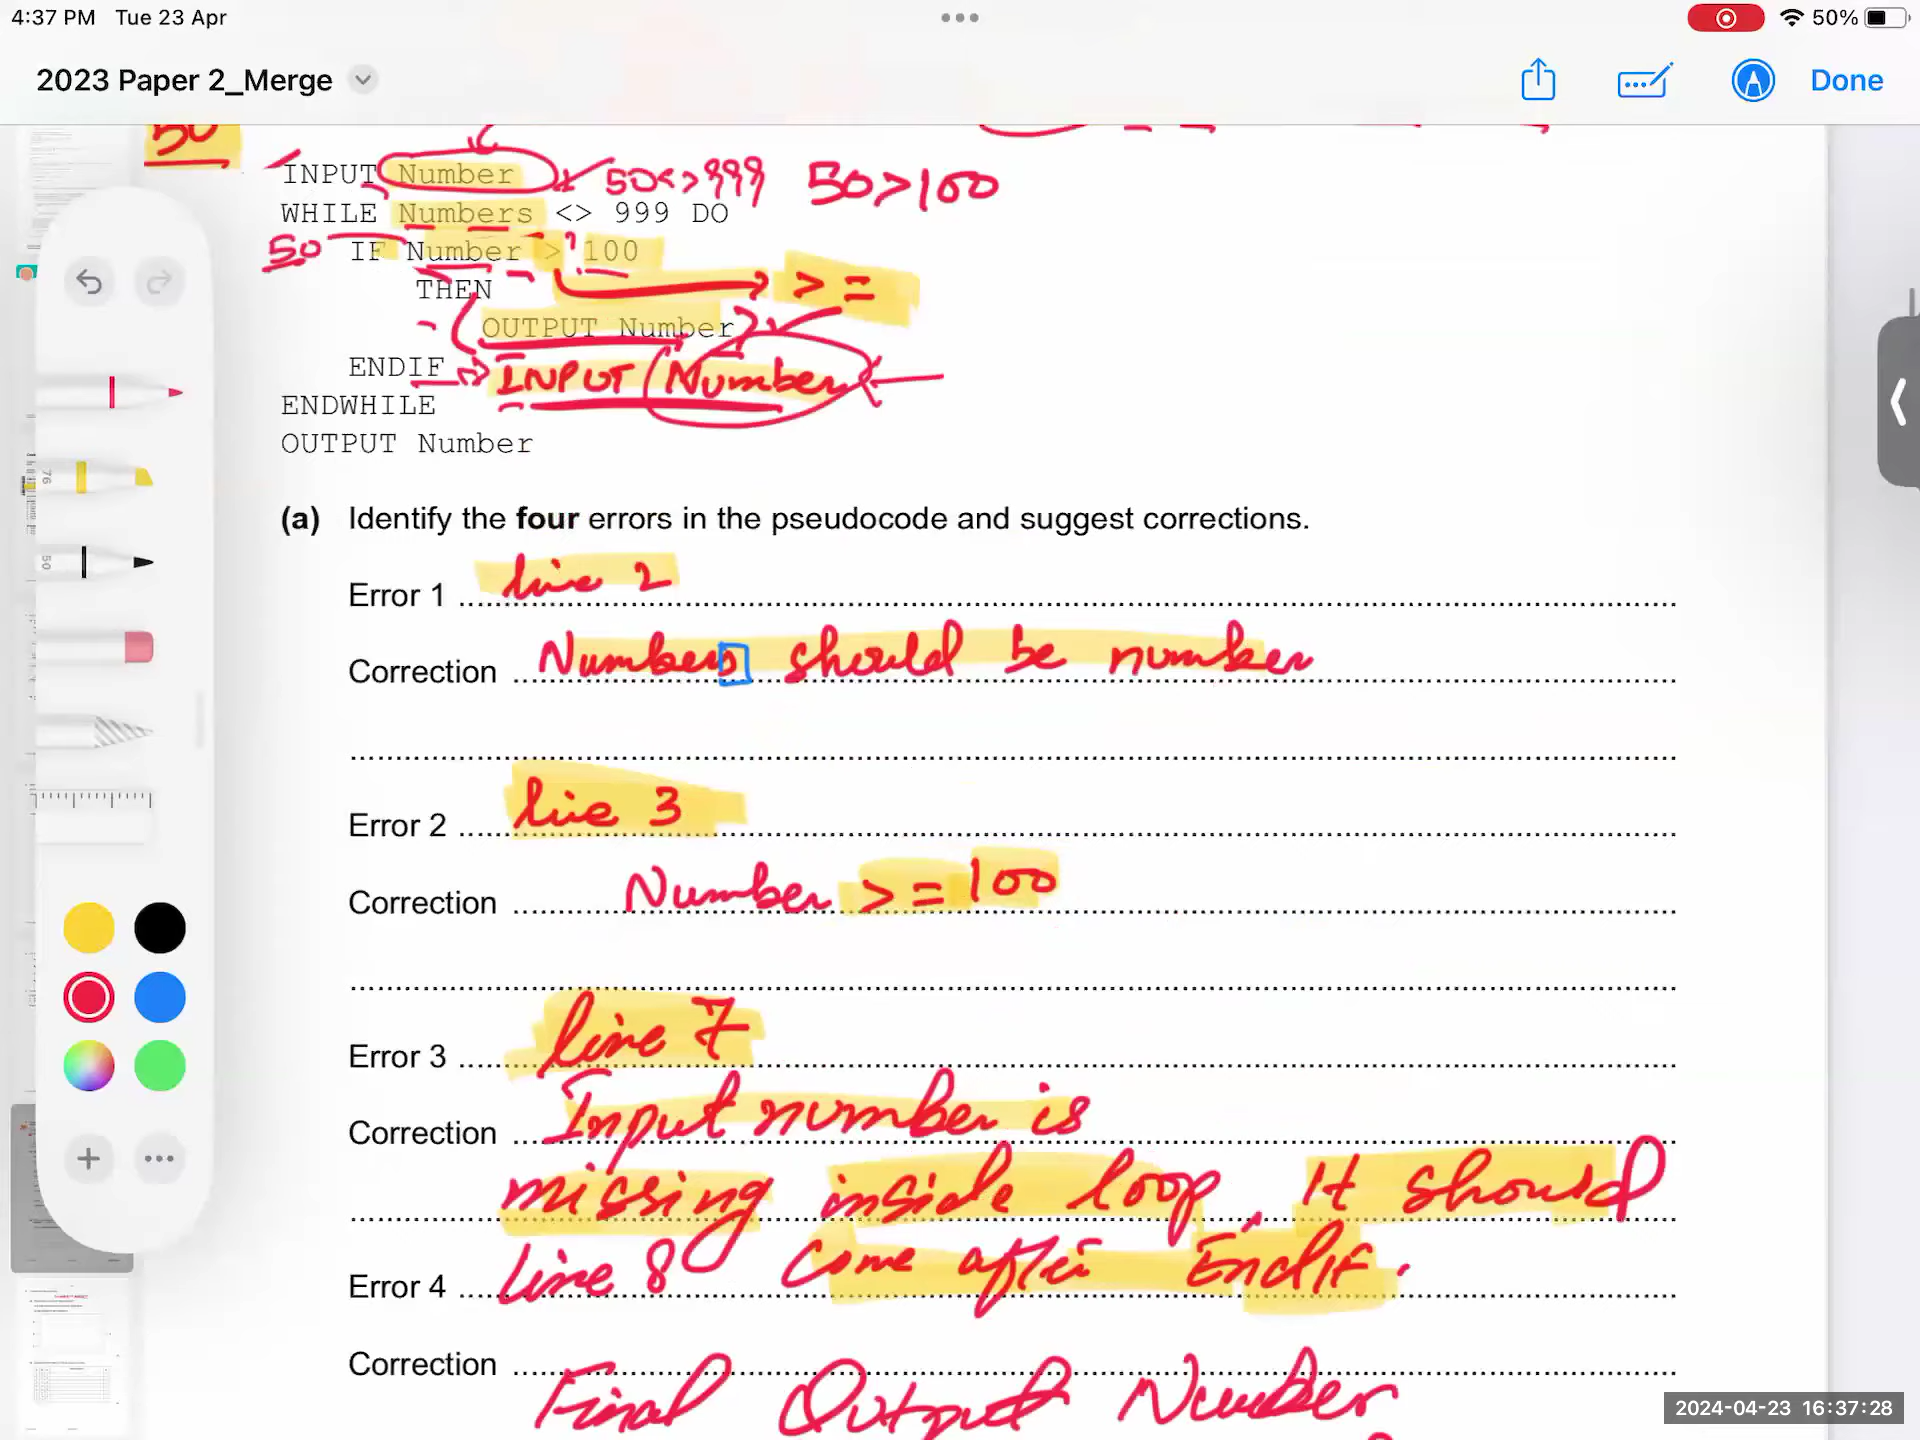 4:37 PM Tue 23 Apr
50%
2023 Paper 2_Merge
Done
50
INPUT Number 50<>999 50>100
WHILE Numbers <> 999 DO
50 IF Number > 100
THEN >=
OUTPUT Number
ENDIF INPUT Number
ENDWHILE
OUTPUT Number
(a) Identify the four errors in the pseudocode and suggest corrections.
Error 1 line 2
Correction Numbers should be number
Error 2 line 3
Correction Number >= 100
Error 3 line 7
Correction Input number is
missing inside loop. It should
Error 4 line 8 come after Endif.
Correction Final Output Number
76
50
2024-04-23 16:37:28